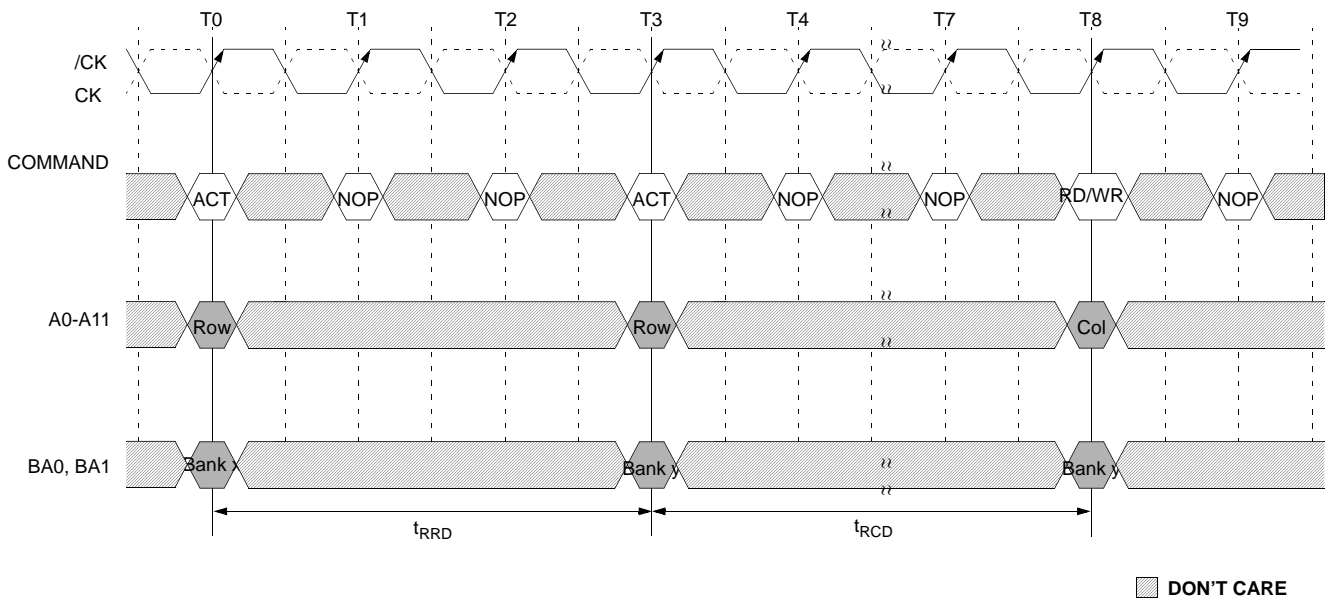 T0 T1 T2 T3 T4 T7 T8 T9
/CK
CK
COMMAND
ACT NOP NOP ACT NOP NOP RD/WR NOP
A0-A11
Row Row Col
BA0, BA1
Bank x Bank y Bank y
tRRD tRCD
DON'T CARE